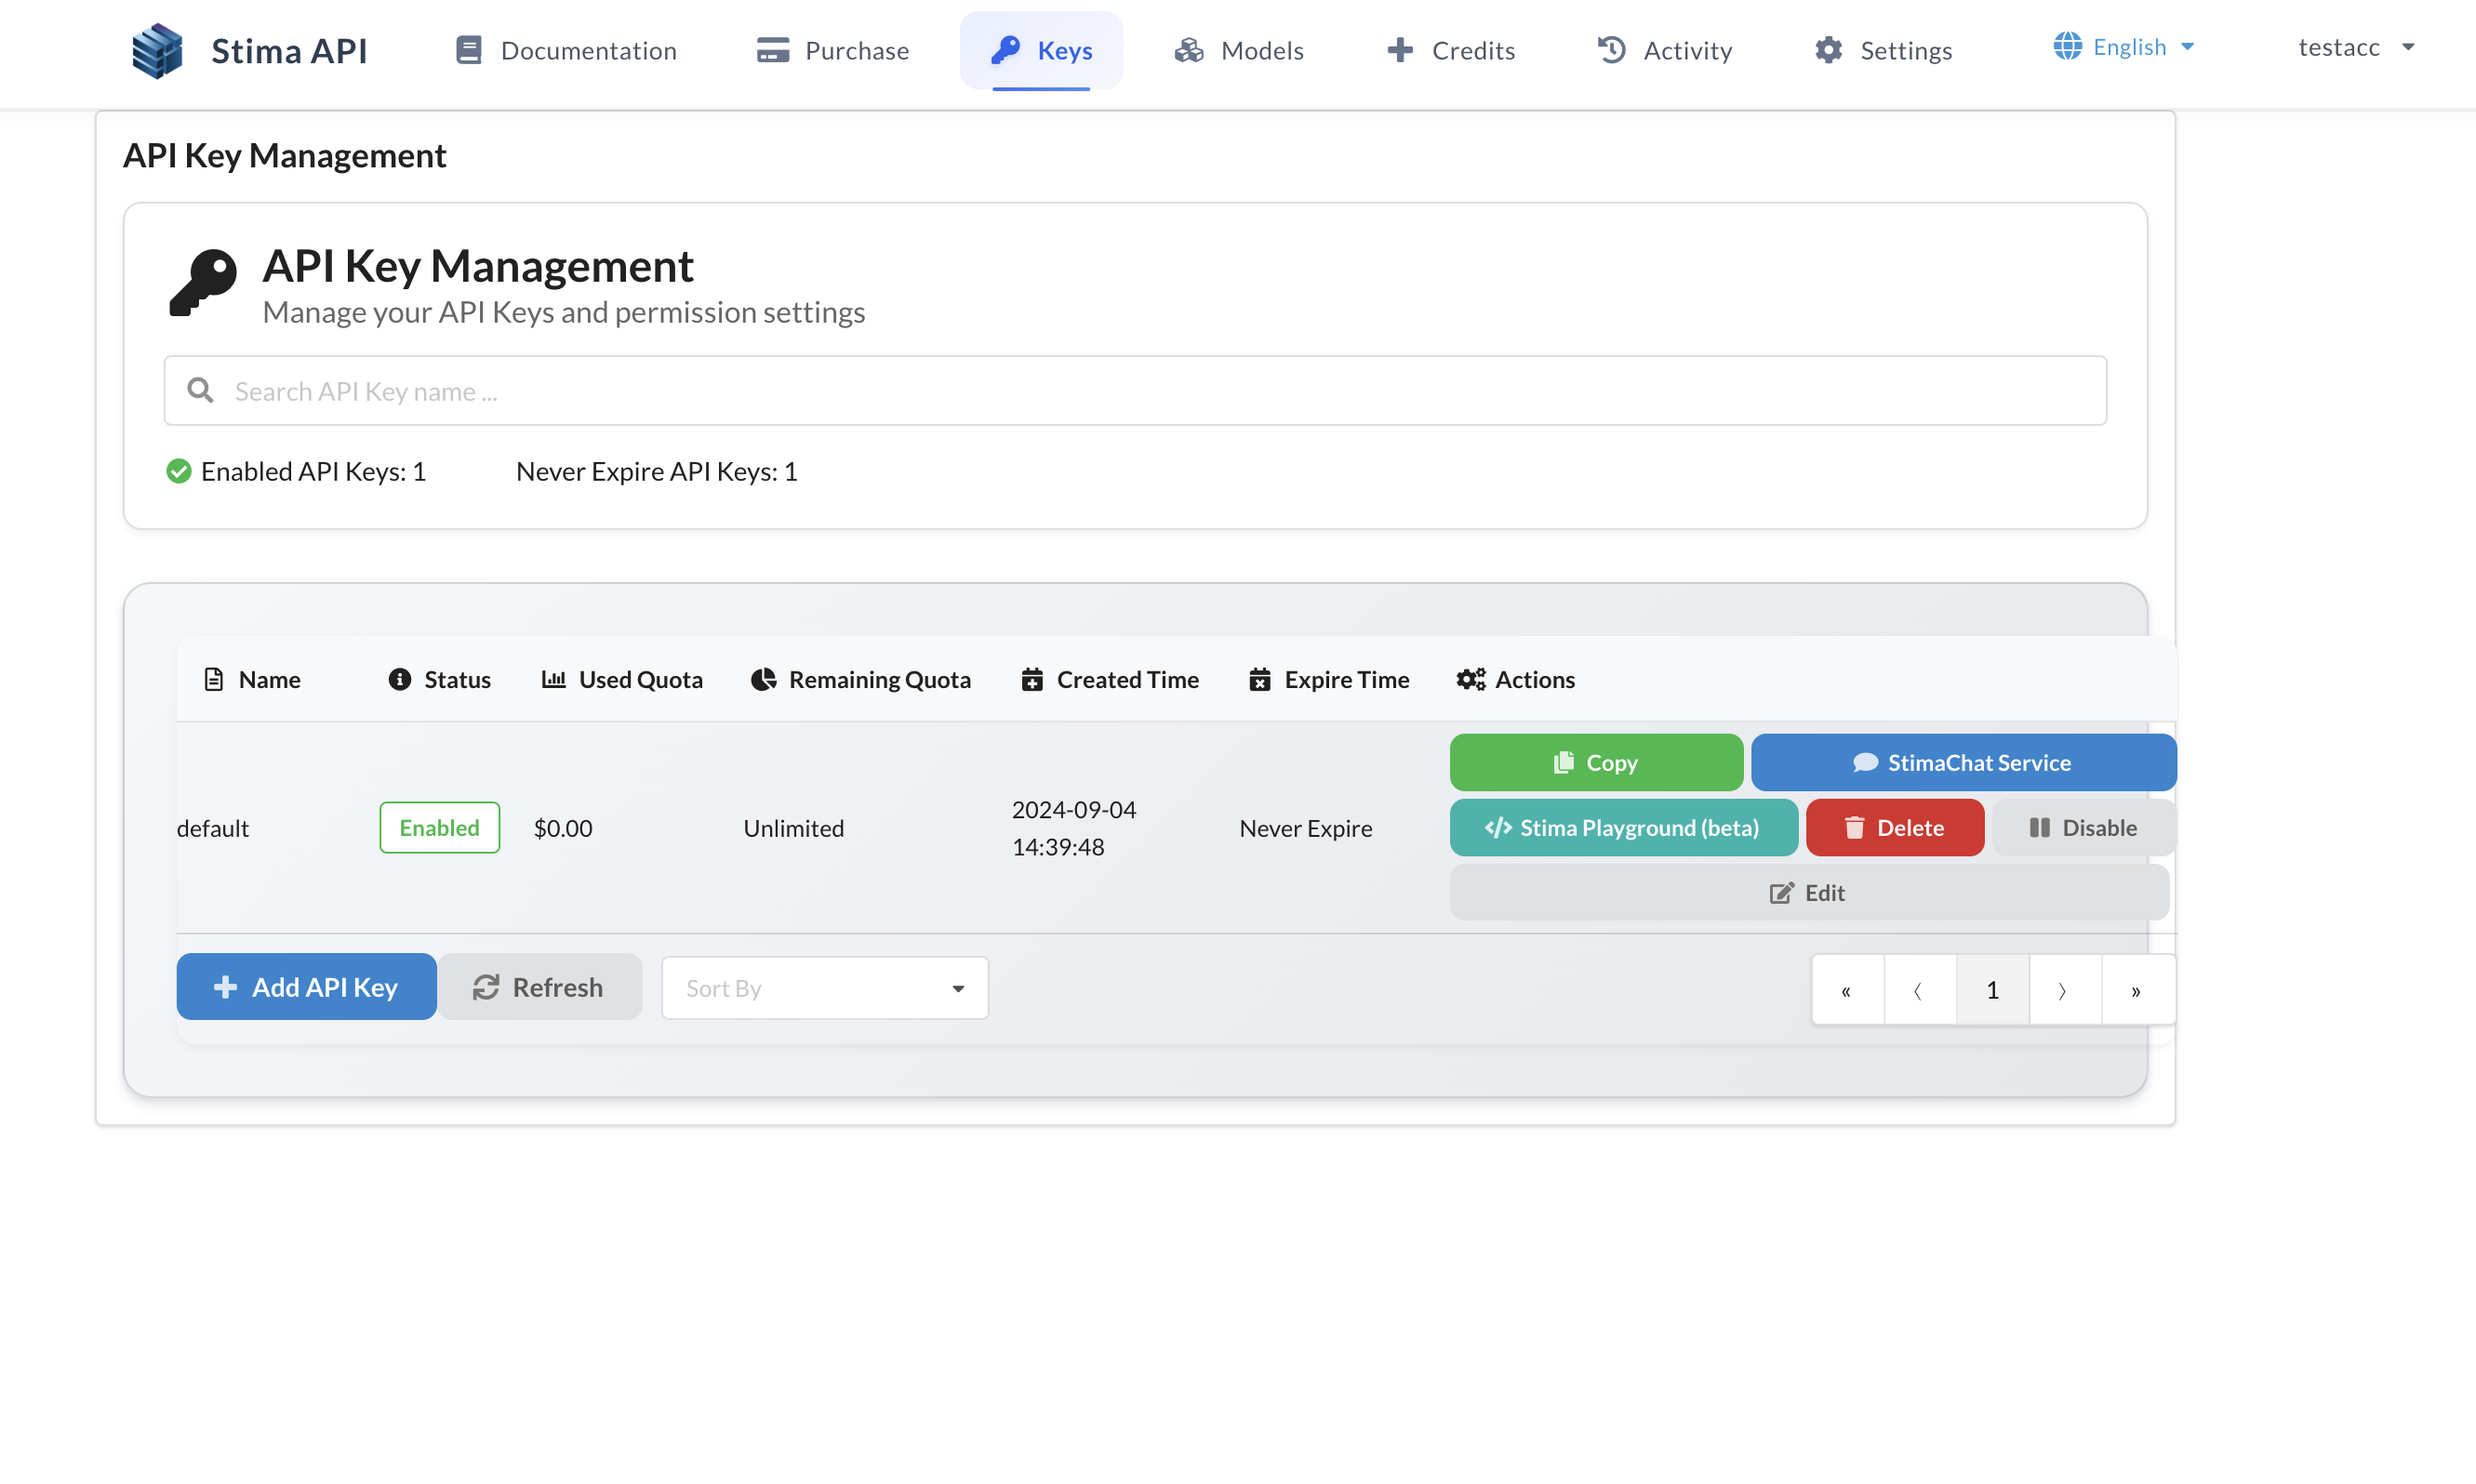 Stima API
Documentation
Purchase
Keys
Models
Credits
Activity
Settings
English
testacc
API Key Management
API Key Management
Manage your API Keys and permission settings
Search API Key name ...
Enabled API Keys: 1
Never Expire API Keys: 1
Name
Status
Used Quota
Remaining Quota
Created Time
Expire Time
Actions
default
Enabled
$0.00
Unlimited
2024-09-04
14:39:48
Never Expire
Copy
StimaChat Service
Stima Playground (beta)
Delete
Disable
Edit
Add API Key
Refresh
Sort By
«
〈
1
〉
»